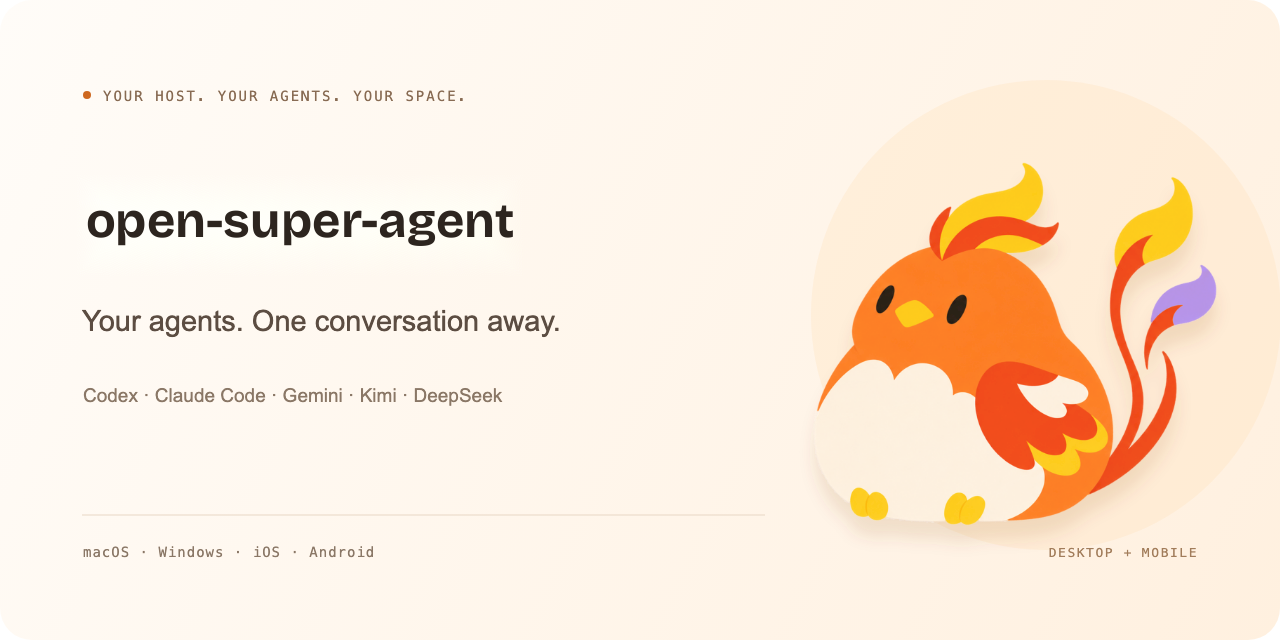 YOUR HOST. YOUR AGENTS. YOUR SPACE.
open-super-agent
Your agents. One conversation away.
Codex · Claude Code · Gemini · Kimi · DeepSeek
macOS · Windows · iOS · Android
DESKTOP + MOBILE